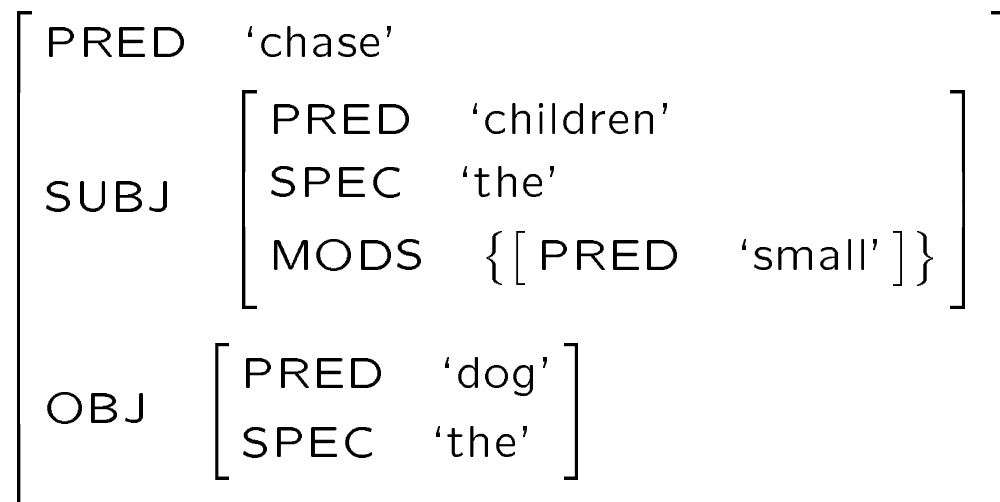 PRED ‘chase’
PRED ‘children’
SPEC ‘the’
SUBJ
MODS {[ PRED ‘small’ ]}
PRED ‘dog’
OBJ
SPEC ‘the’